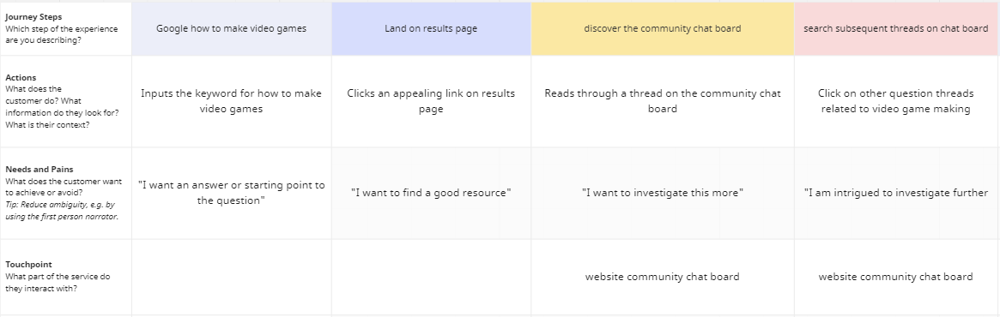 Journey Steps
Which step of the experience
are you describing?
Google how to make video games
Land on results page
discover the community chat board
search subsequent threads on chat board
Actions
What does the
customer do? What
information do they look for?
What is their context?
Inputs the keyword for how to make
video games
Clicks an appealing link on results
page
Reads through a thread on the community chat
board
Click on other question threads
related to video game making
Needs and Pains
What does the customer want
to achieve or avoid?
Tip: Reduce ambiguity, e.g. by
using the first person narrator.
"I want an answer or starting point to
the question"
"I want to find a good resource"
"I want to investigate this more"
"I am intrigued to investigate further
Touchpoint
What part of the service do
they interact with?
website community chat board
website community chat board